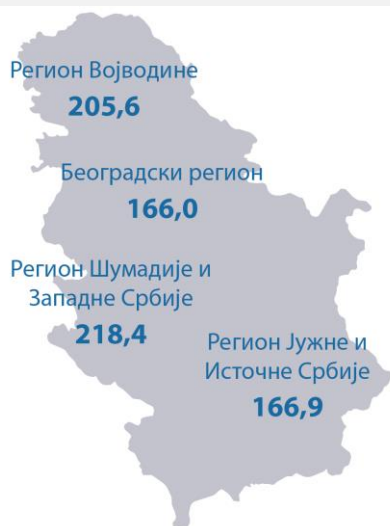 Регион Војводине
205,6
Београдски регион
166,0
Регион Шумадије и
Западне Србије
218,4
Регион Јужне и
Источне Србије
166,9